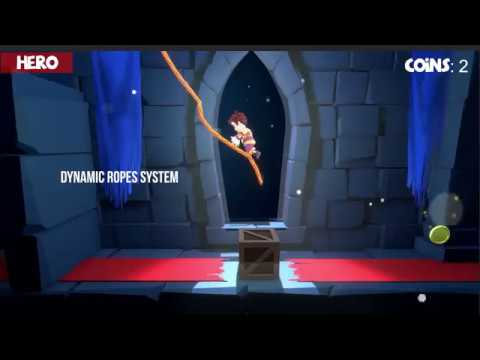 HERO
COINS: 2
DYNAMIC ROPES SYSTEM